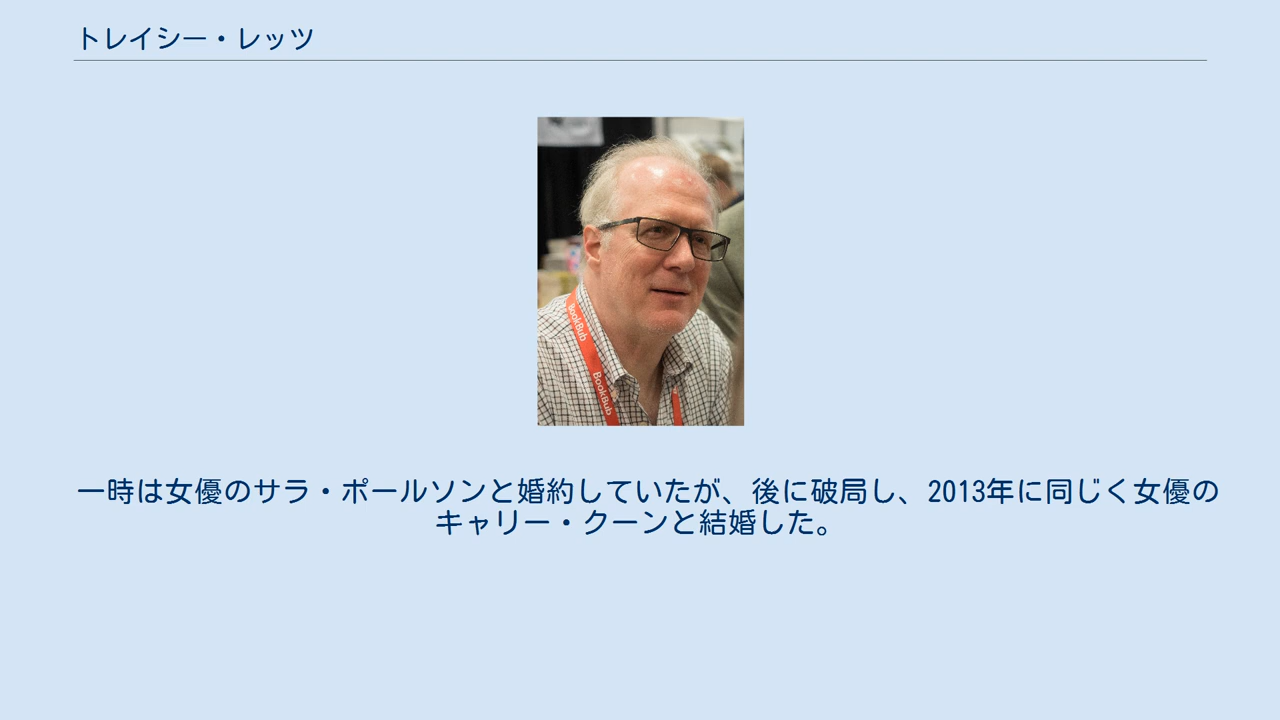 トレイシー・レッツ
BookBub
BookBub
一時は女優のサラ・ポールソンと婚約していたが、後に破局し、2013年に同じく女優の
キャリー・クーンと結婚した。